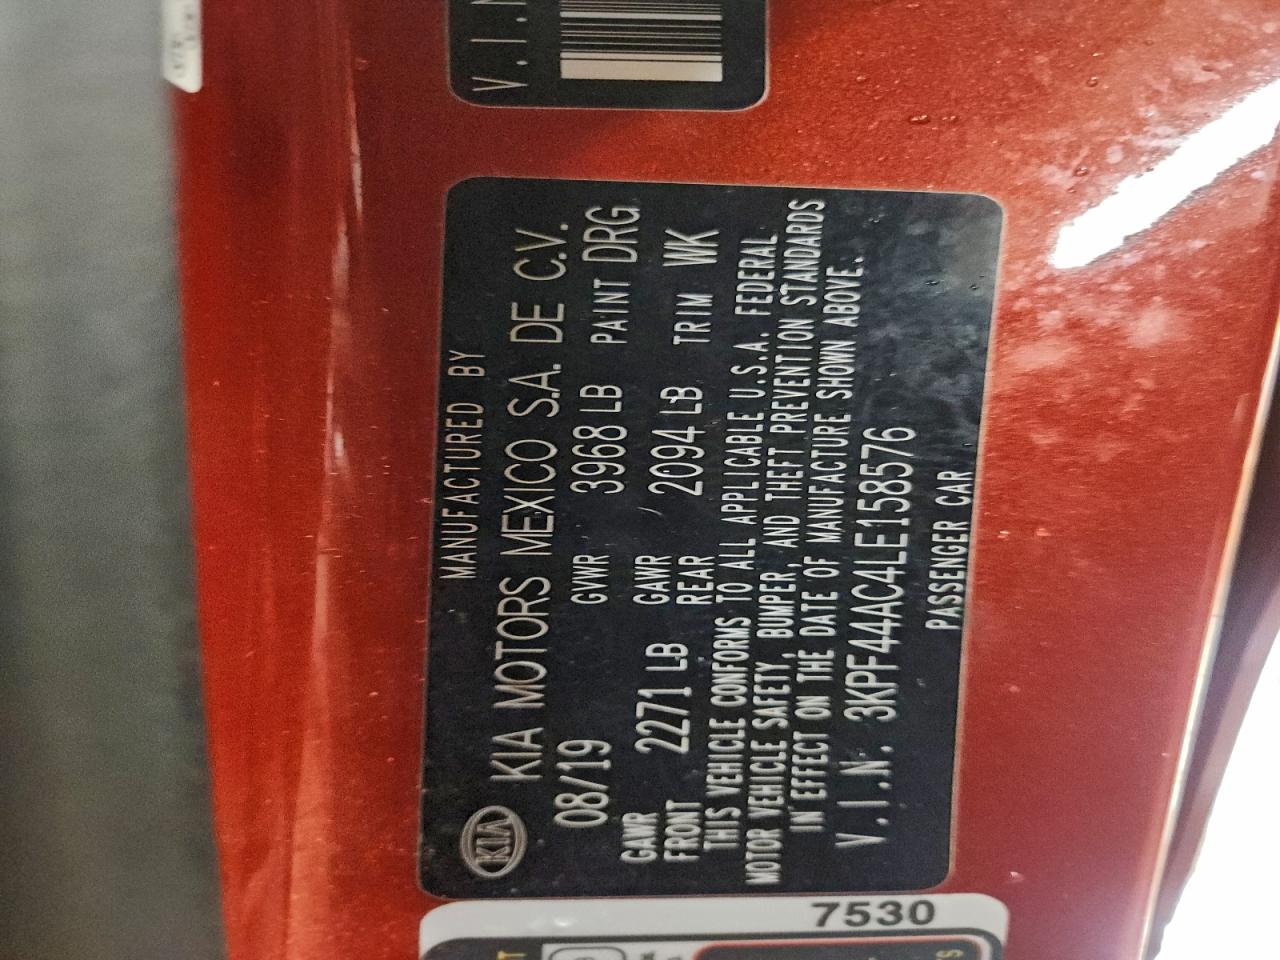 MANUFACTURED BY
KIA KIA MOTORS MEXICO S.A. DE C.V.
08/19 GVWR 3968 LB PAINT DRG
GAWR FRONT 2271 LB GAWR REAR 2094 LB TRIM WK
THIS VEHICLE CONFORMS TO ALL APPLICABLE U.S.A. FEDERAL
MOTOR VEHICLE SAFETY, BUMPER, AND THEFT PREVENTION STANDARDS
IN EFFECT ON THE DATE OF MANUFACTURE SHOWN ABOVE.
V.I.N. 3KPF44AC4LE158576
PASSENGER CAR
V.I.N
7530